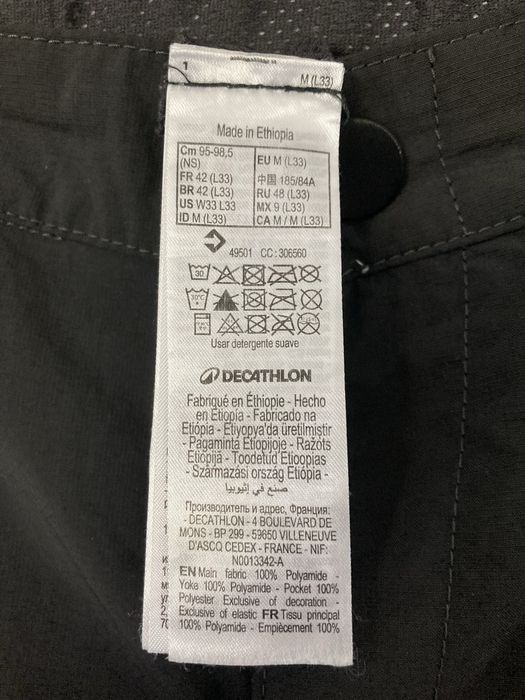 1
M (L33)
Made in Ethiopia
Cm 95-98,5 (NS)
EU M (L33)
FR 42 (L33)
中国 185/84A
BR 42 (L33)
RU 48 (L33)
US W33 L33
MX 9 (L33)
ID M (L33)
CA M / M (L33)
49501 CC : 306560
30
30°C
Usar detergente suave
DECATHLON
Fabriqué en Éthiopie - Hecho
en Etiopía - Fabricado na
Etiópia - Etiyopya'da üretilmistir
- Pagaminta Etiopijoje - Ražots
Etiōpijā - Toodetud Etioopias
- Származási ország Etiópia -
صنع في إثيوبيا
Производитель и адрес, Франция:
- DECATHLON - 4 BOULEVARD DE
MONS - BP 299 - 59650 VILLENEUVE
D'ASCQ CEDEX - FRANCE - NIF:
N0013342-A
EN Main fabric 100% Polyamide -
Yoke 100% Polyamide - Pocket 100%
Polyester Exclusive of decoration -
Exclusive of elastic FR Tissu principal
100% Polyamide - Empiècement 100%